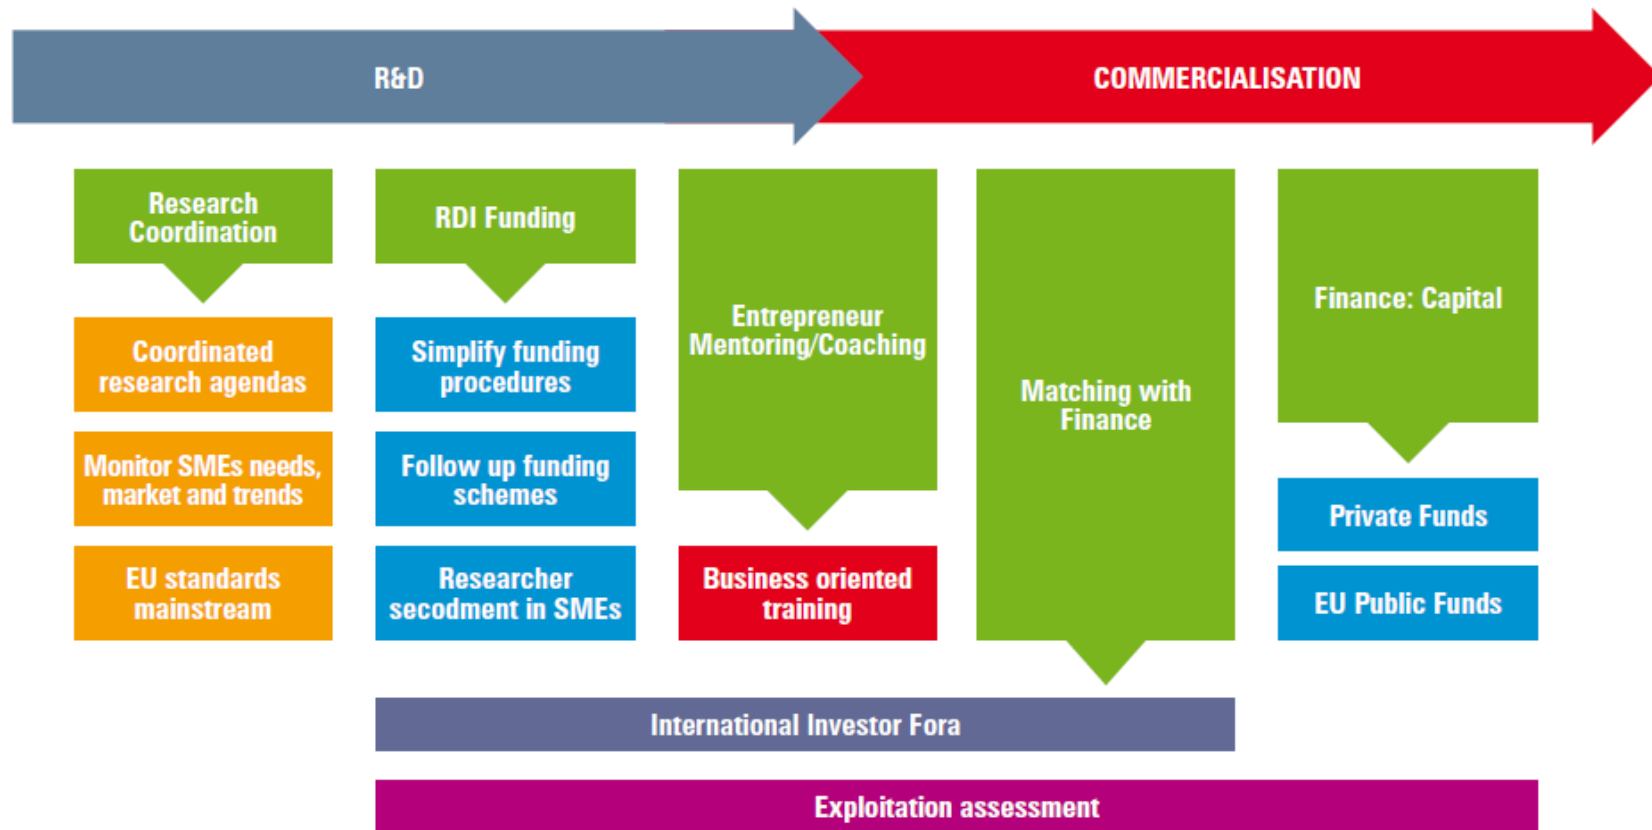 R&D
COMMERCIALISATION
Research
Coordination
Coordinated
research agendas
Monitor SMEs needs,
market and trends
EU standards
mainstream
RDI Funding
Simplify funding
procedures
Follow up funding
schemes
Researcher
secodment in SMEs
Entrepreneur
Mentoring/Coaching
Business oriented
training
Matching with
Finance
Finance: Capital
Private Funds
EU Public Funds
International Investor Fora
Exploitation assessment